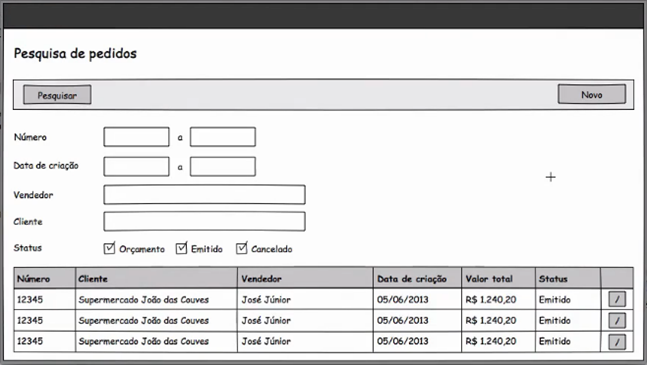 Pesquisa de pedidos
Pesquisar Novo
Número a
Data de criação a
Vendedor
Cliente
Status Orçamento Emitido Cancelado
Número Cliente Vendedor Data de criação Valor total Status
12345 Supermercado João das Couves José Júnior 05/06/2013 R$ 1.240,20 Emitido /
12345 Supermercado João das Couves José Júnior 05/06/2013 R$ 1.240,20 Emitido /
12345 Supermercado João das Couves José Júnior 05/06/2013 R$ 1.240,20 Emitido /